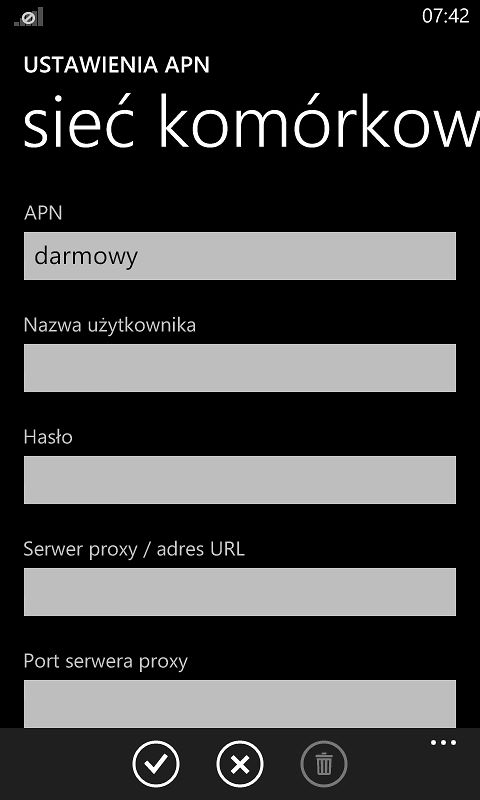 07:42
USTAWIENIA APN
sieć komórkow
APN
darmowy
Nazwa użytkownika
Hasło
Serwer proxy / adres URL
Port serwera proxy